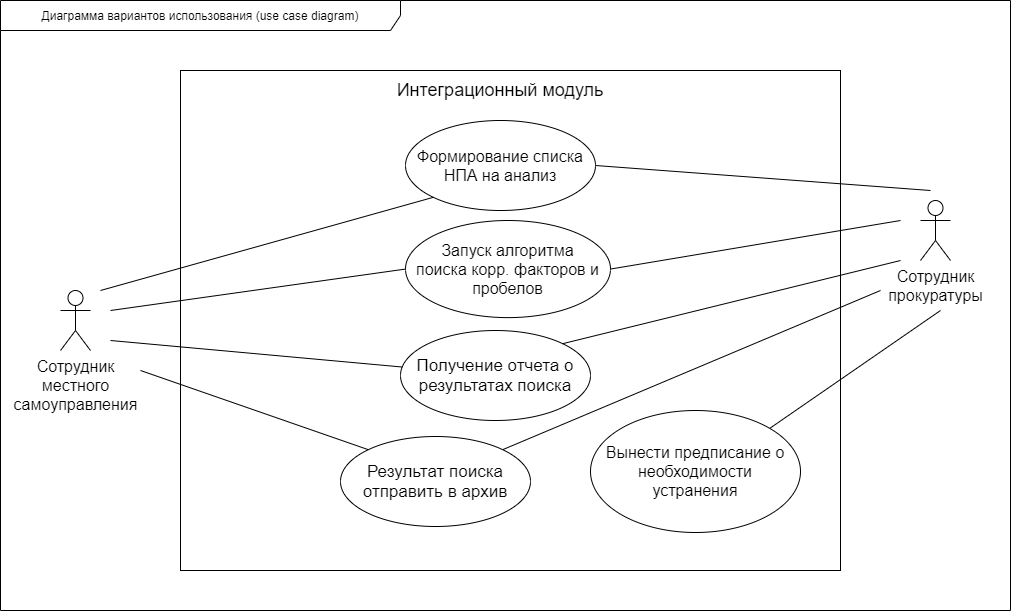 Диаграмма вариантов использования (use case diagram)
Интеграционный модуль
Формирование списка
НПА на анализ
Запуск алгоритма
поиска корр. факторов и
пробелов
Сотрудник
прокуратуры
Сотрудник
местного
самоуправления
Получение отчета о
результатах поиска
Результат поиска
отправить в архив
Вынести предписание о
необходимости
устранения